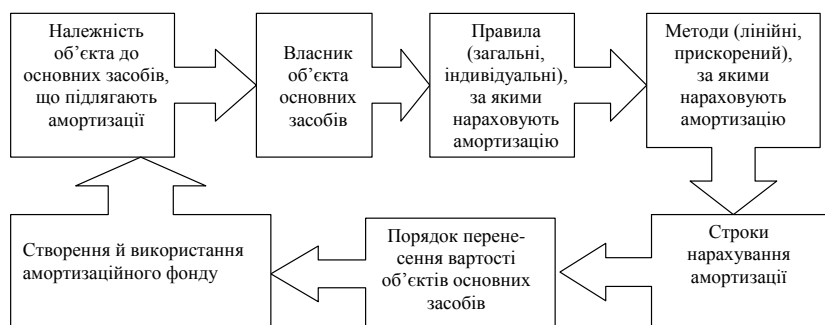 Належність
об’єкта до
основних засобів,
що підлягають
амортизації
Власник
об’єкта
основних
засобів
Правила
(загальні,
індивідуальні),
за якими
нараховують
амортизацію
Методи (лінійні,
прискорений),
за якими
нараховують
амортизацію
Строки
нарахування
амортизації
Порядок перене-
сення вартості
об’єктів основних
засобів
Створення й використання
амортизаційного фонду